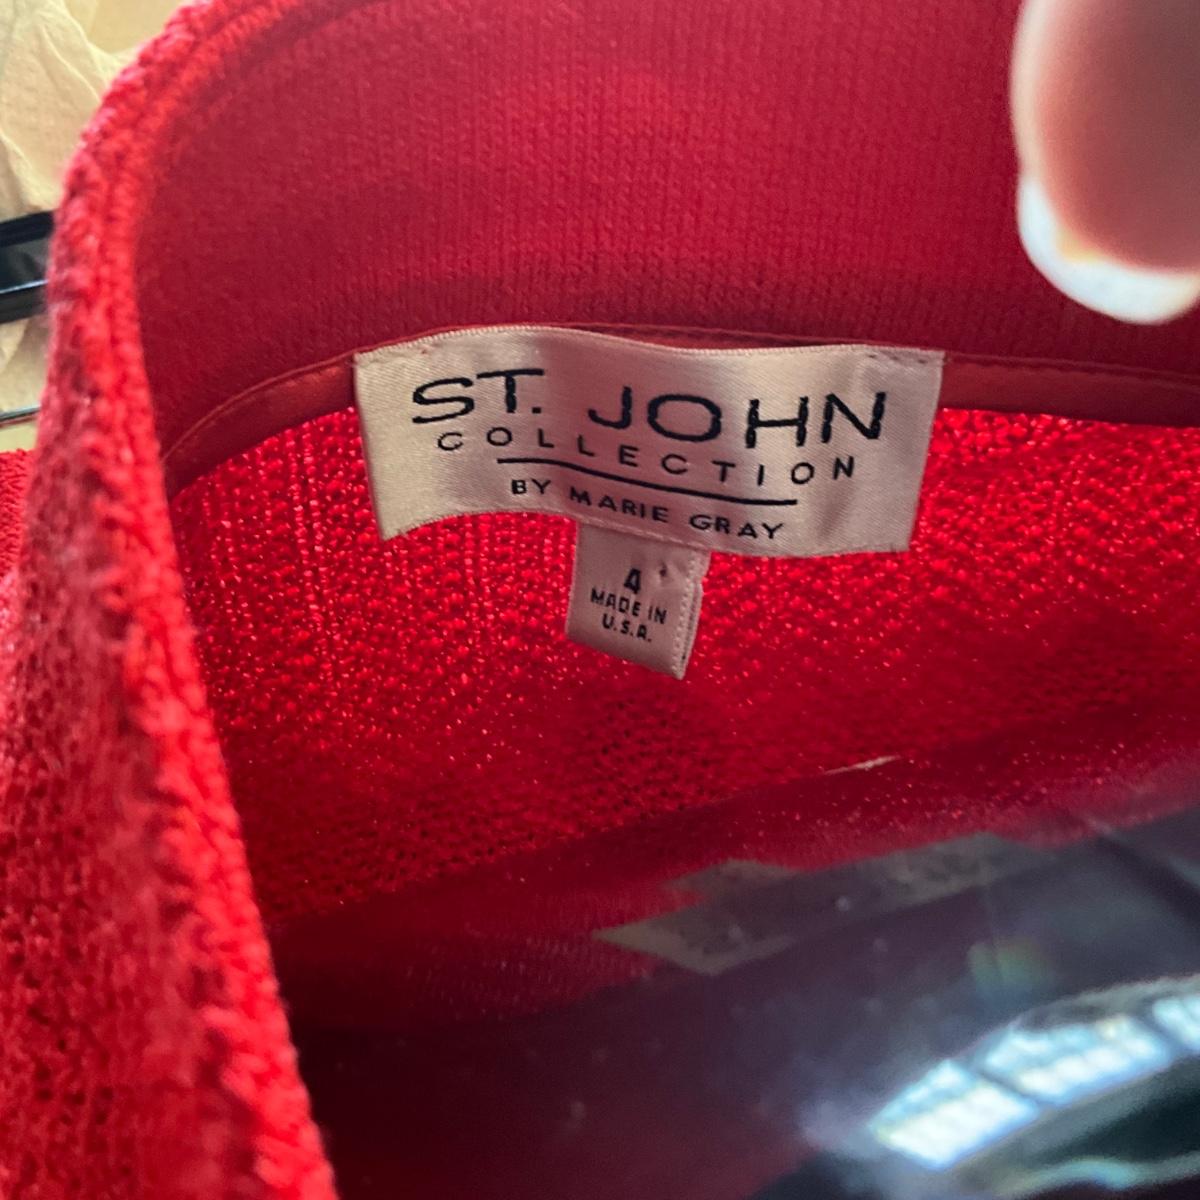 ST. JOHN
COLLECTION
BY MARIE GRAY
4
MADE IN
U.S.A.